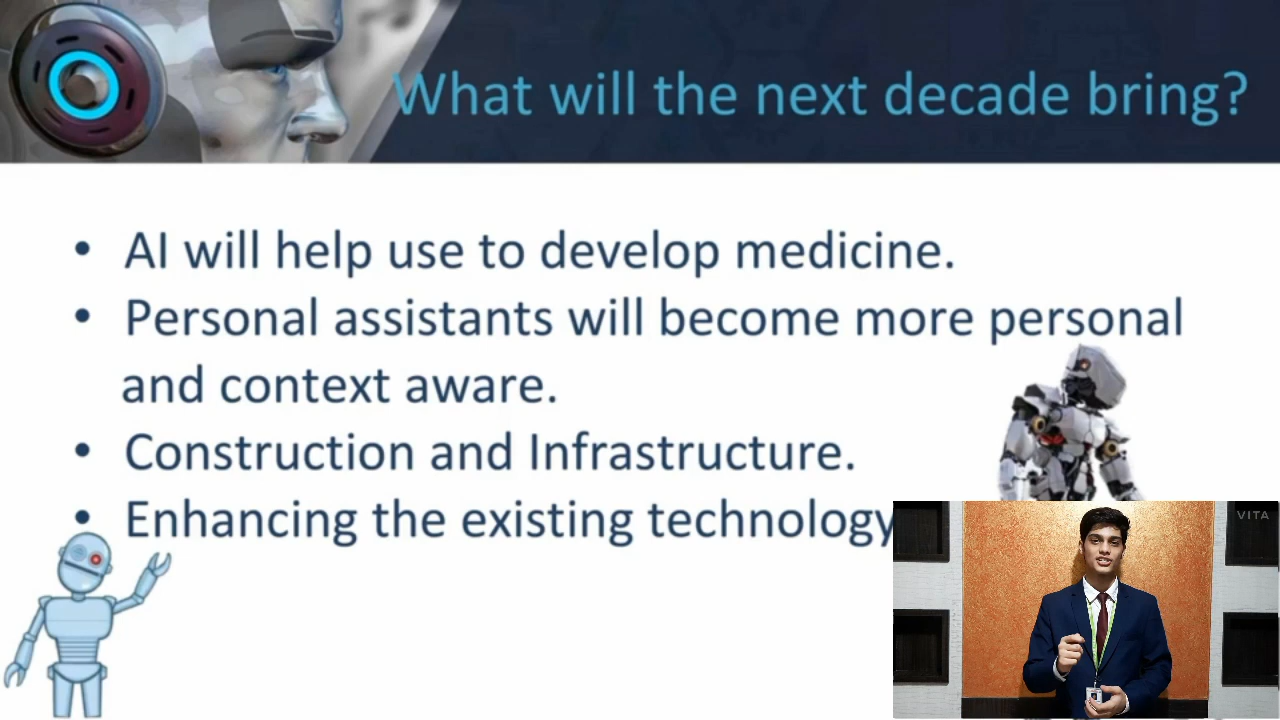 What will the next decade bring?
• AI will help use to develop medicine.
• Personal assistants will become more personal
and context aware.
• Construction and Infrastructure.
• Enhancing the existing technology
VITA